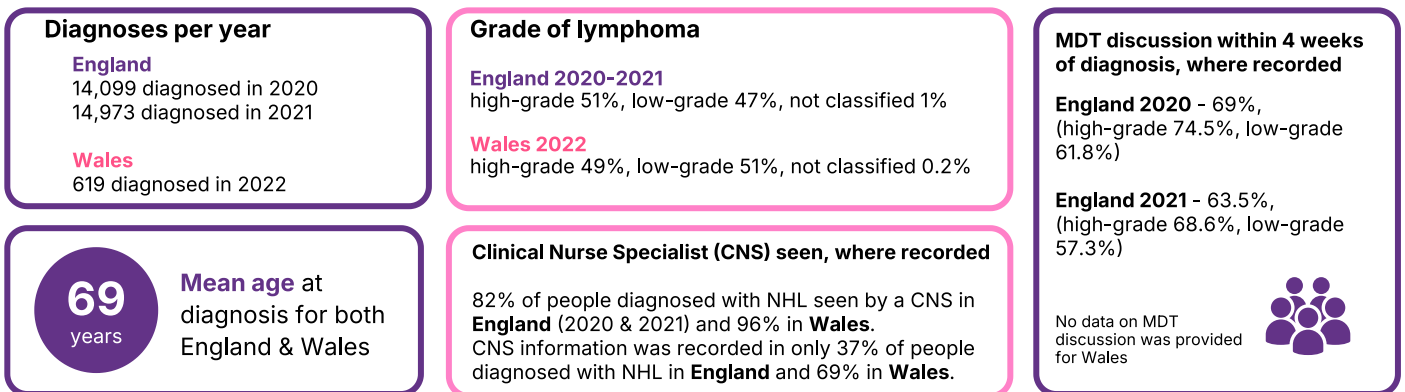 Diagnoses per year
England
14,099 diagnosed in 2020
14,973 diagnosed in 2021
Wales
619 diagnosed in 2022
Grade of lymphoma
England 2020-2021
high-grade 51%, low-grade 47%, not classified 1%
Wales 2022
high-grade 49%, low-grade 51%, not classified 0.2%
MDT discussion within 4 weeks
of diagnosis, where recorded
England 2020 - 69%,
(high-grade 74.5%, low-grade
61.8%)
England 2021 - 63.5%,
(high-grade 68.6%, low-grade
57.3%)
No data on MDT
discussion was provided
for Wales
69
years
Mean age at
diagnosis for both
England & Wales
Clinical Nurse Specialist (CNS) seen, where recorded
82% of people diagnosed with NHL seen by a CNS in
England (2020 & 2021) and 96% in Wales.
CNS information was recorded in only 37% of people
diagnosed with NHL in England and 69% in Wales.